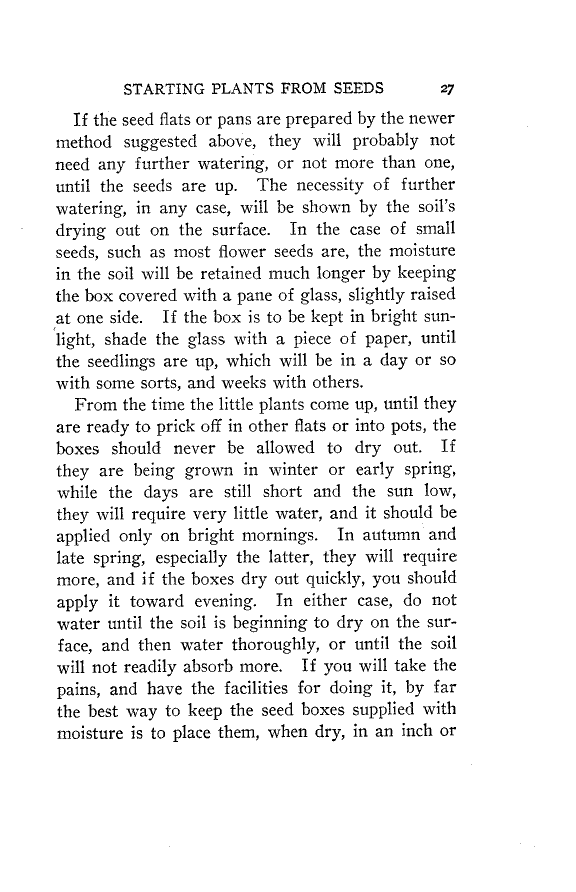 STARTING PLANTS FROM SEEDS 27
If the seed flats or pans are prepared by the newer
method suggested above, they will probably not
need any further watering, or not more than one,
until the seeds are up. The necessity of further
watering, in any case, will be shown by the soil's
drying out on the surface. In the case of small
seeds, such as most flower seeds are, the moisture
in the soil will be retained much longer by keeping
the box covered with a pane of glass, slightly raised
at one side. If the box is to be kept in bright sun-
light, shade the glass with a piece of paper, until
the seedlings are up, which will be in a day or so
with some sorts, and weeks with others.
From the time the little plants come up, until they
are ready to prick off in other flats or into pots, the
boxes should never be allowed to dry out. If
they are being grown in winter or early spring,
while the days are still short and the sun low,
they will require very little water, and it should be
applied only on bright mornings. In autumn and
late spring, especially the latter, they will require
more, and if the boxes dry out quickly, you should
apply it toward evening. In either case, do not
water until the soil is beginning to dry on the sur-
face, and then water thoroughly, or until the soil
will not readily absorb more. If you will take the
pains, and have the facilities for doing it, by far
the best way to keep the seed boxes supplied with
moisture is to place them, when dry, in an inch or